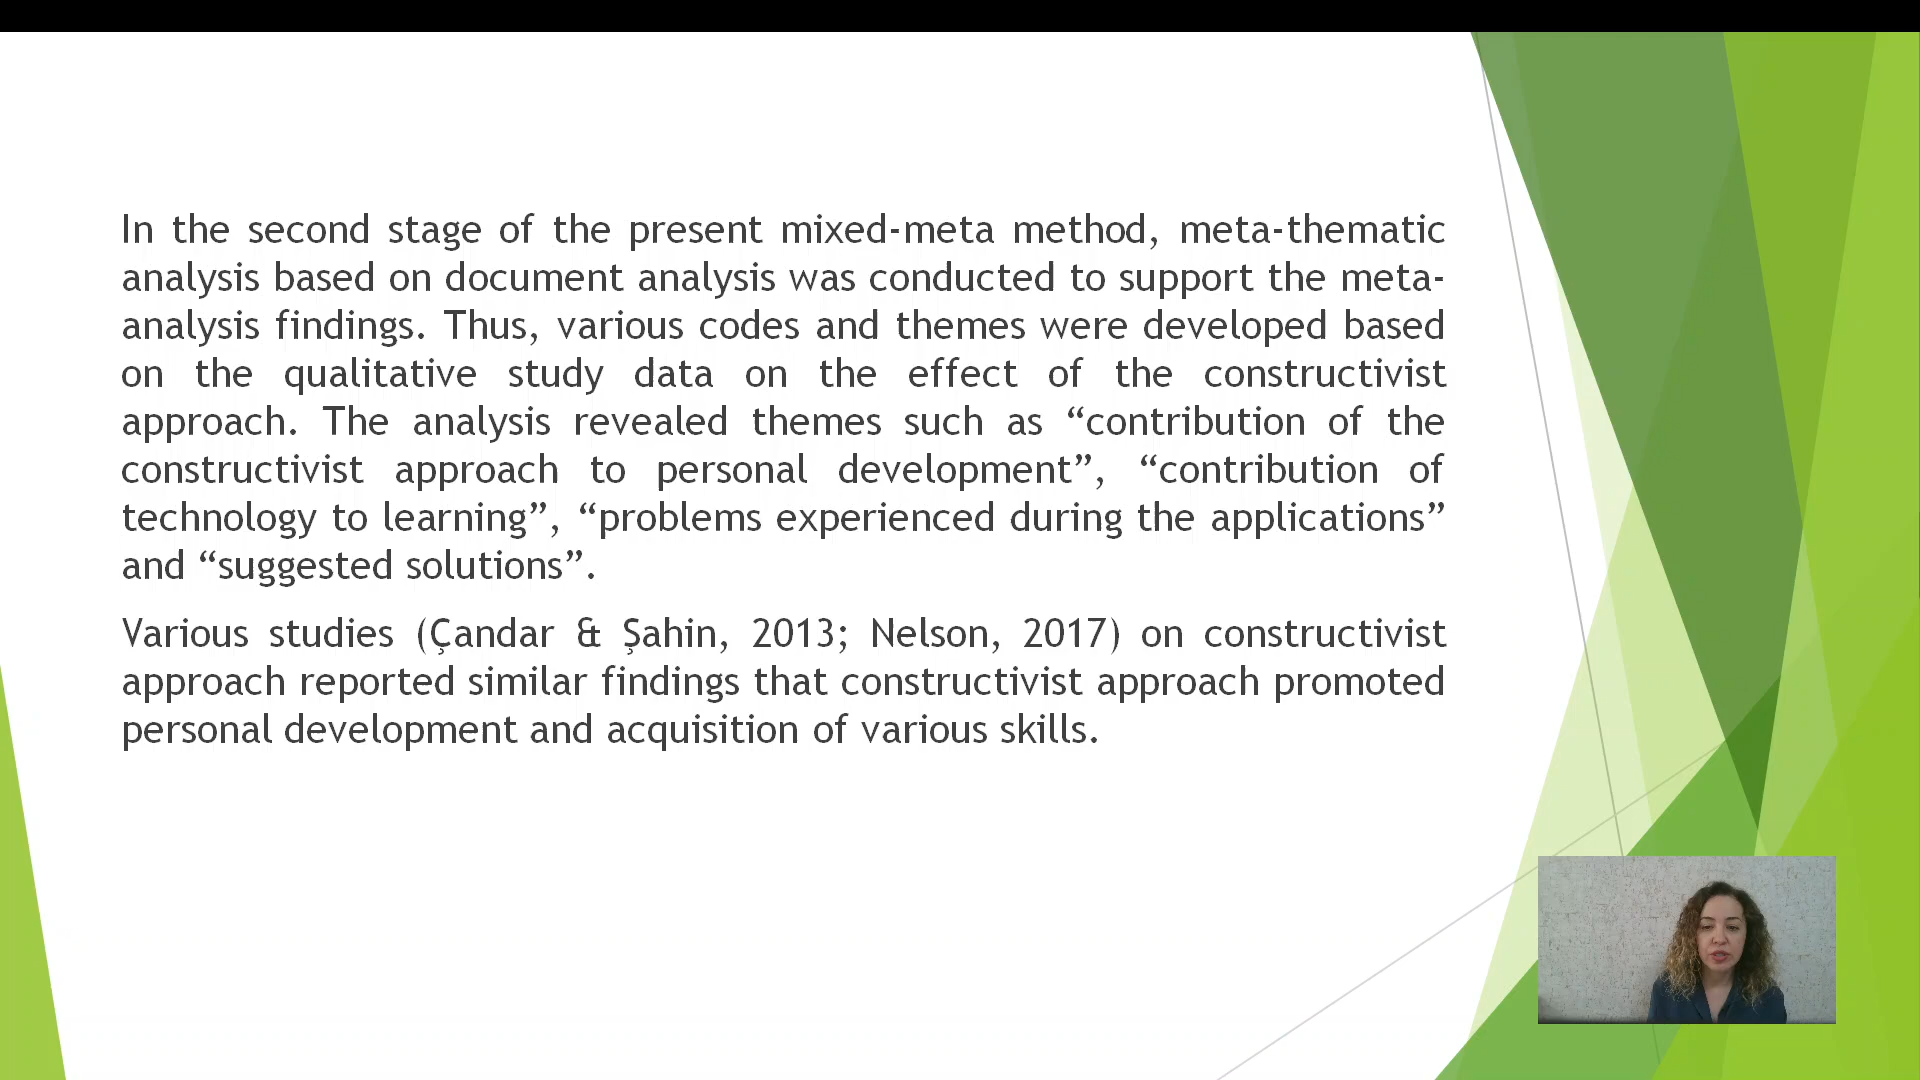 In the second stage of the present mixed-meta method, meta-thematic
analysis based on document analysis was conducted to support the meta-
analysis findings. Thus, various codes and themes were developed based
on the qualitative study data on the effect of the constructivist
approach. The analysis revealed themes such as “contribution of the
constructivist approach to personal development”, “contribution of
technology to learning”, “problems experienced during the applications”
and “suggested solutions”.
Various studies (Çandar & Şahin, 2013; Nelson, 2017) on constructivist
approach reported similar findings that constructivist approach promoted
personal development and acquisition of various skills.